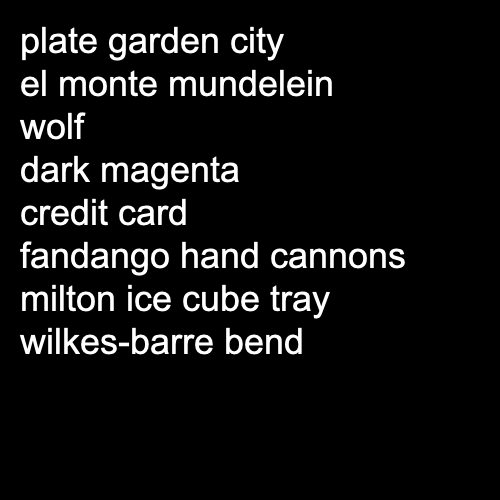 plate garden city
el monte mundelein
wolf
dark magenta
credit card
fandango hand cannons
milton ice cube tray
wilkes-barre bend